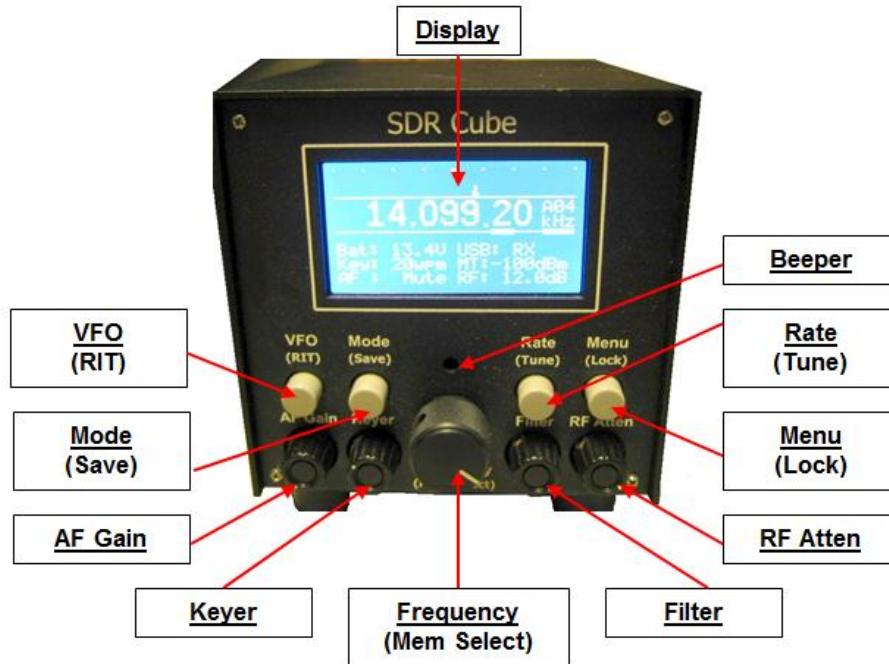 Display
SDR Cube
14.099.20 A04
kHz
Bat: 13.4V USB: RX
Key: 20wpm MT:-100dBm
AF : Mute RF: 12.0dB
Beeper
VFO
(RIT)
Rate
(Tune)
VFO
(RIT)
Mode
(Save)
Rate
(Tune)
Menu
(Lock)
AF Gain
Keyer
Filter
RF Atten
Mode
(Save)
Menu
(Lock)
AF Gain
RF Atten
Keyer
Frequency
(Mem Select)
Filter